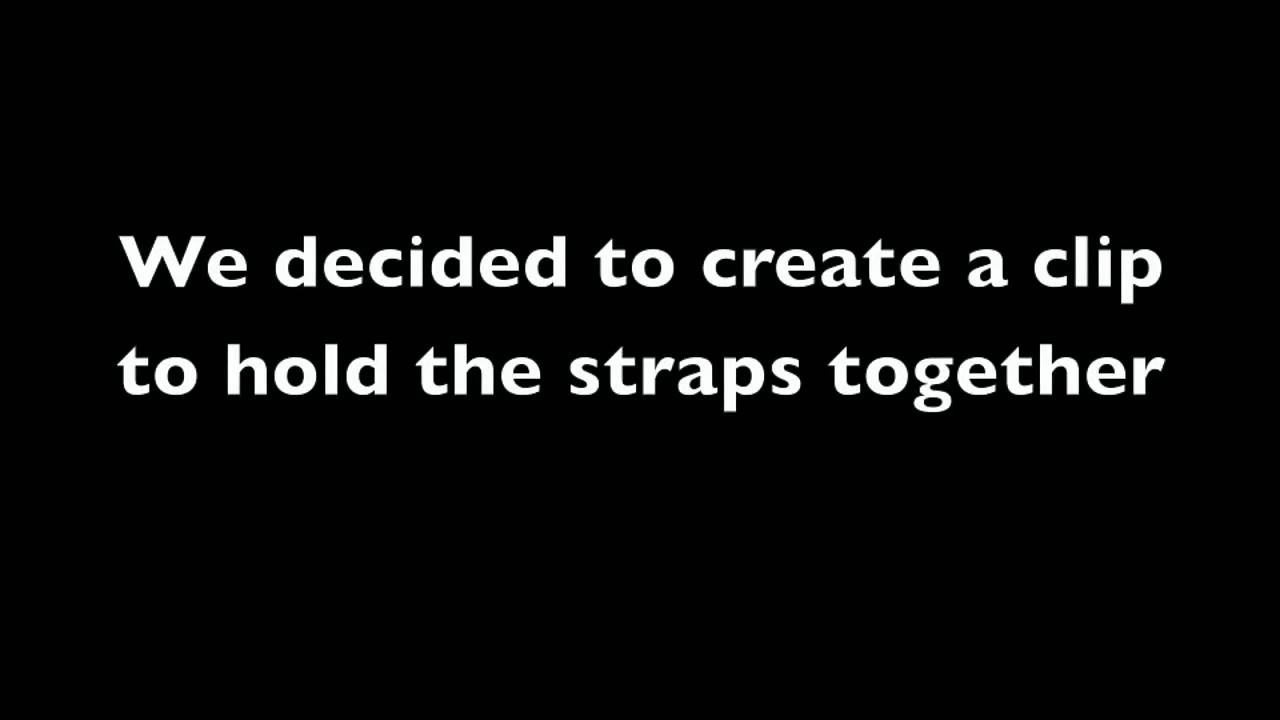 We decided to create a clip
to hold the straps together